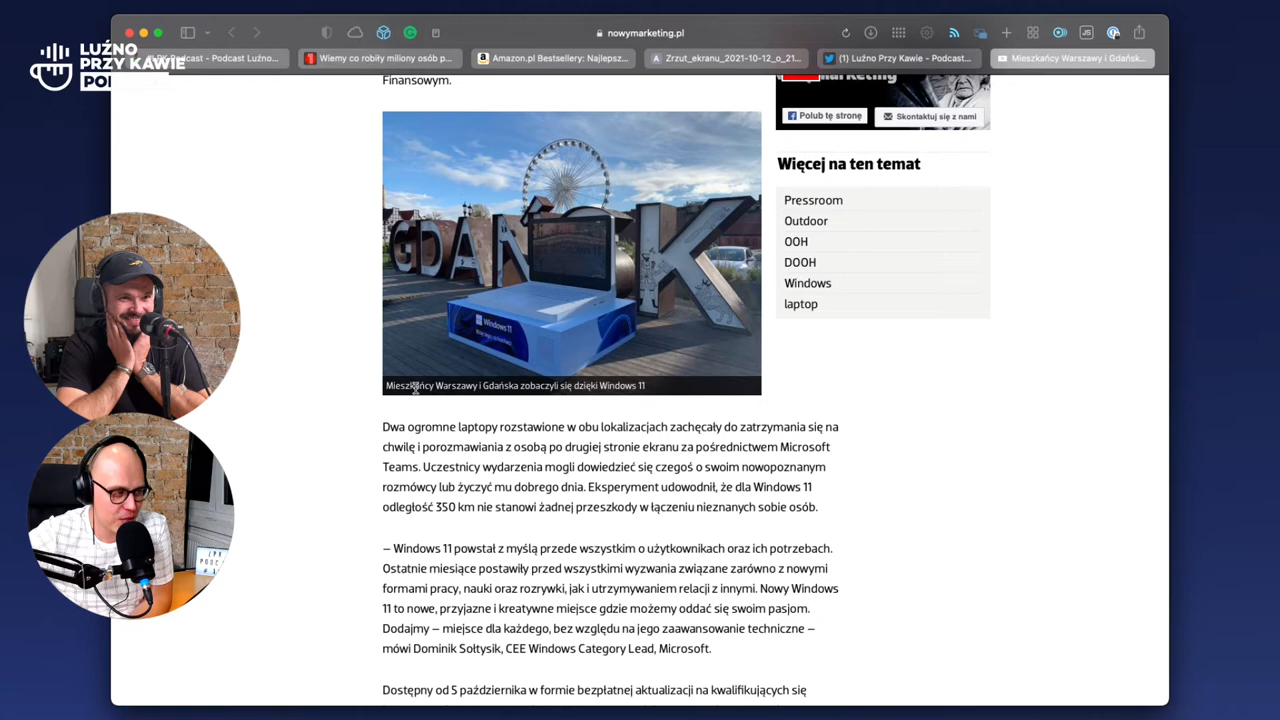 LUŹNO
PRZY KAWIE
nowymarketing.pl
Podcast - Podcast Luźno...
Wiemy co robiły miliony osób p...
Amazon.pl Bestsellery: Najlepsz...
Zrzut_ekranu_2021-10-12_o_21...
(1) Luźno Przy Kawie - Podcast...
Mieszkańcy Warszawy i Gdańsk...
Finansowym.
Polub tę stronę
Skontaktuj się z nami
Więcej na ten temat
Pressroom
Outdoor
OOH
DOOH
Windows
laptop
GDAŃSK
Windows 11
Mieszkańcy Warszawy i Gdańska zobaczyli się dzięki Windows 11
Dwa ogromne laptopy rozstawione w obu lokalizacjach zachęcały do zatrzymania się na
chwilę i porozmawiania z osobą po drugiej stronie ekranu za pośrednictwem Microsoft
Teams. Uczestnicy wydarzenia mogli dowiedzieć się czegoś o swoim nowopoznanym
rozmówcy lub życzyć mu dobrego dnia. Eksperyment udowodnił, że dla Windows 11
odległość 350 km nie stanowi żadnej przeszkody w łączeniu nieznanych sobie osób.
– Windows 11 powstał z myślą przede wszystkim o użytkownikach oraz ich potrzebach.
Ostatnie miesiące postawiły przed wszystkimi wyzwania związane zarówno z nowymi
formami pracy, nauki oraz rozrywki, jak i utrzymywaniem relacji z innymi. Nowy Windows
11 to nowe, przyjazne i kreatywne miejsce gdzie możemy oddać się swoim pasjom.
Dodajmy – miejsce dla każdego, bez względu na jego zaawansowanie techniczne –
mówi Dominik Sołtysik, CEE Windows Category Lead, Microsoft.
Dostępny od 5 października w formie bezpłatnej aktualizacji na kwalifikujących się